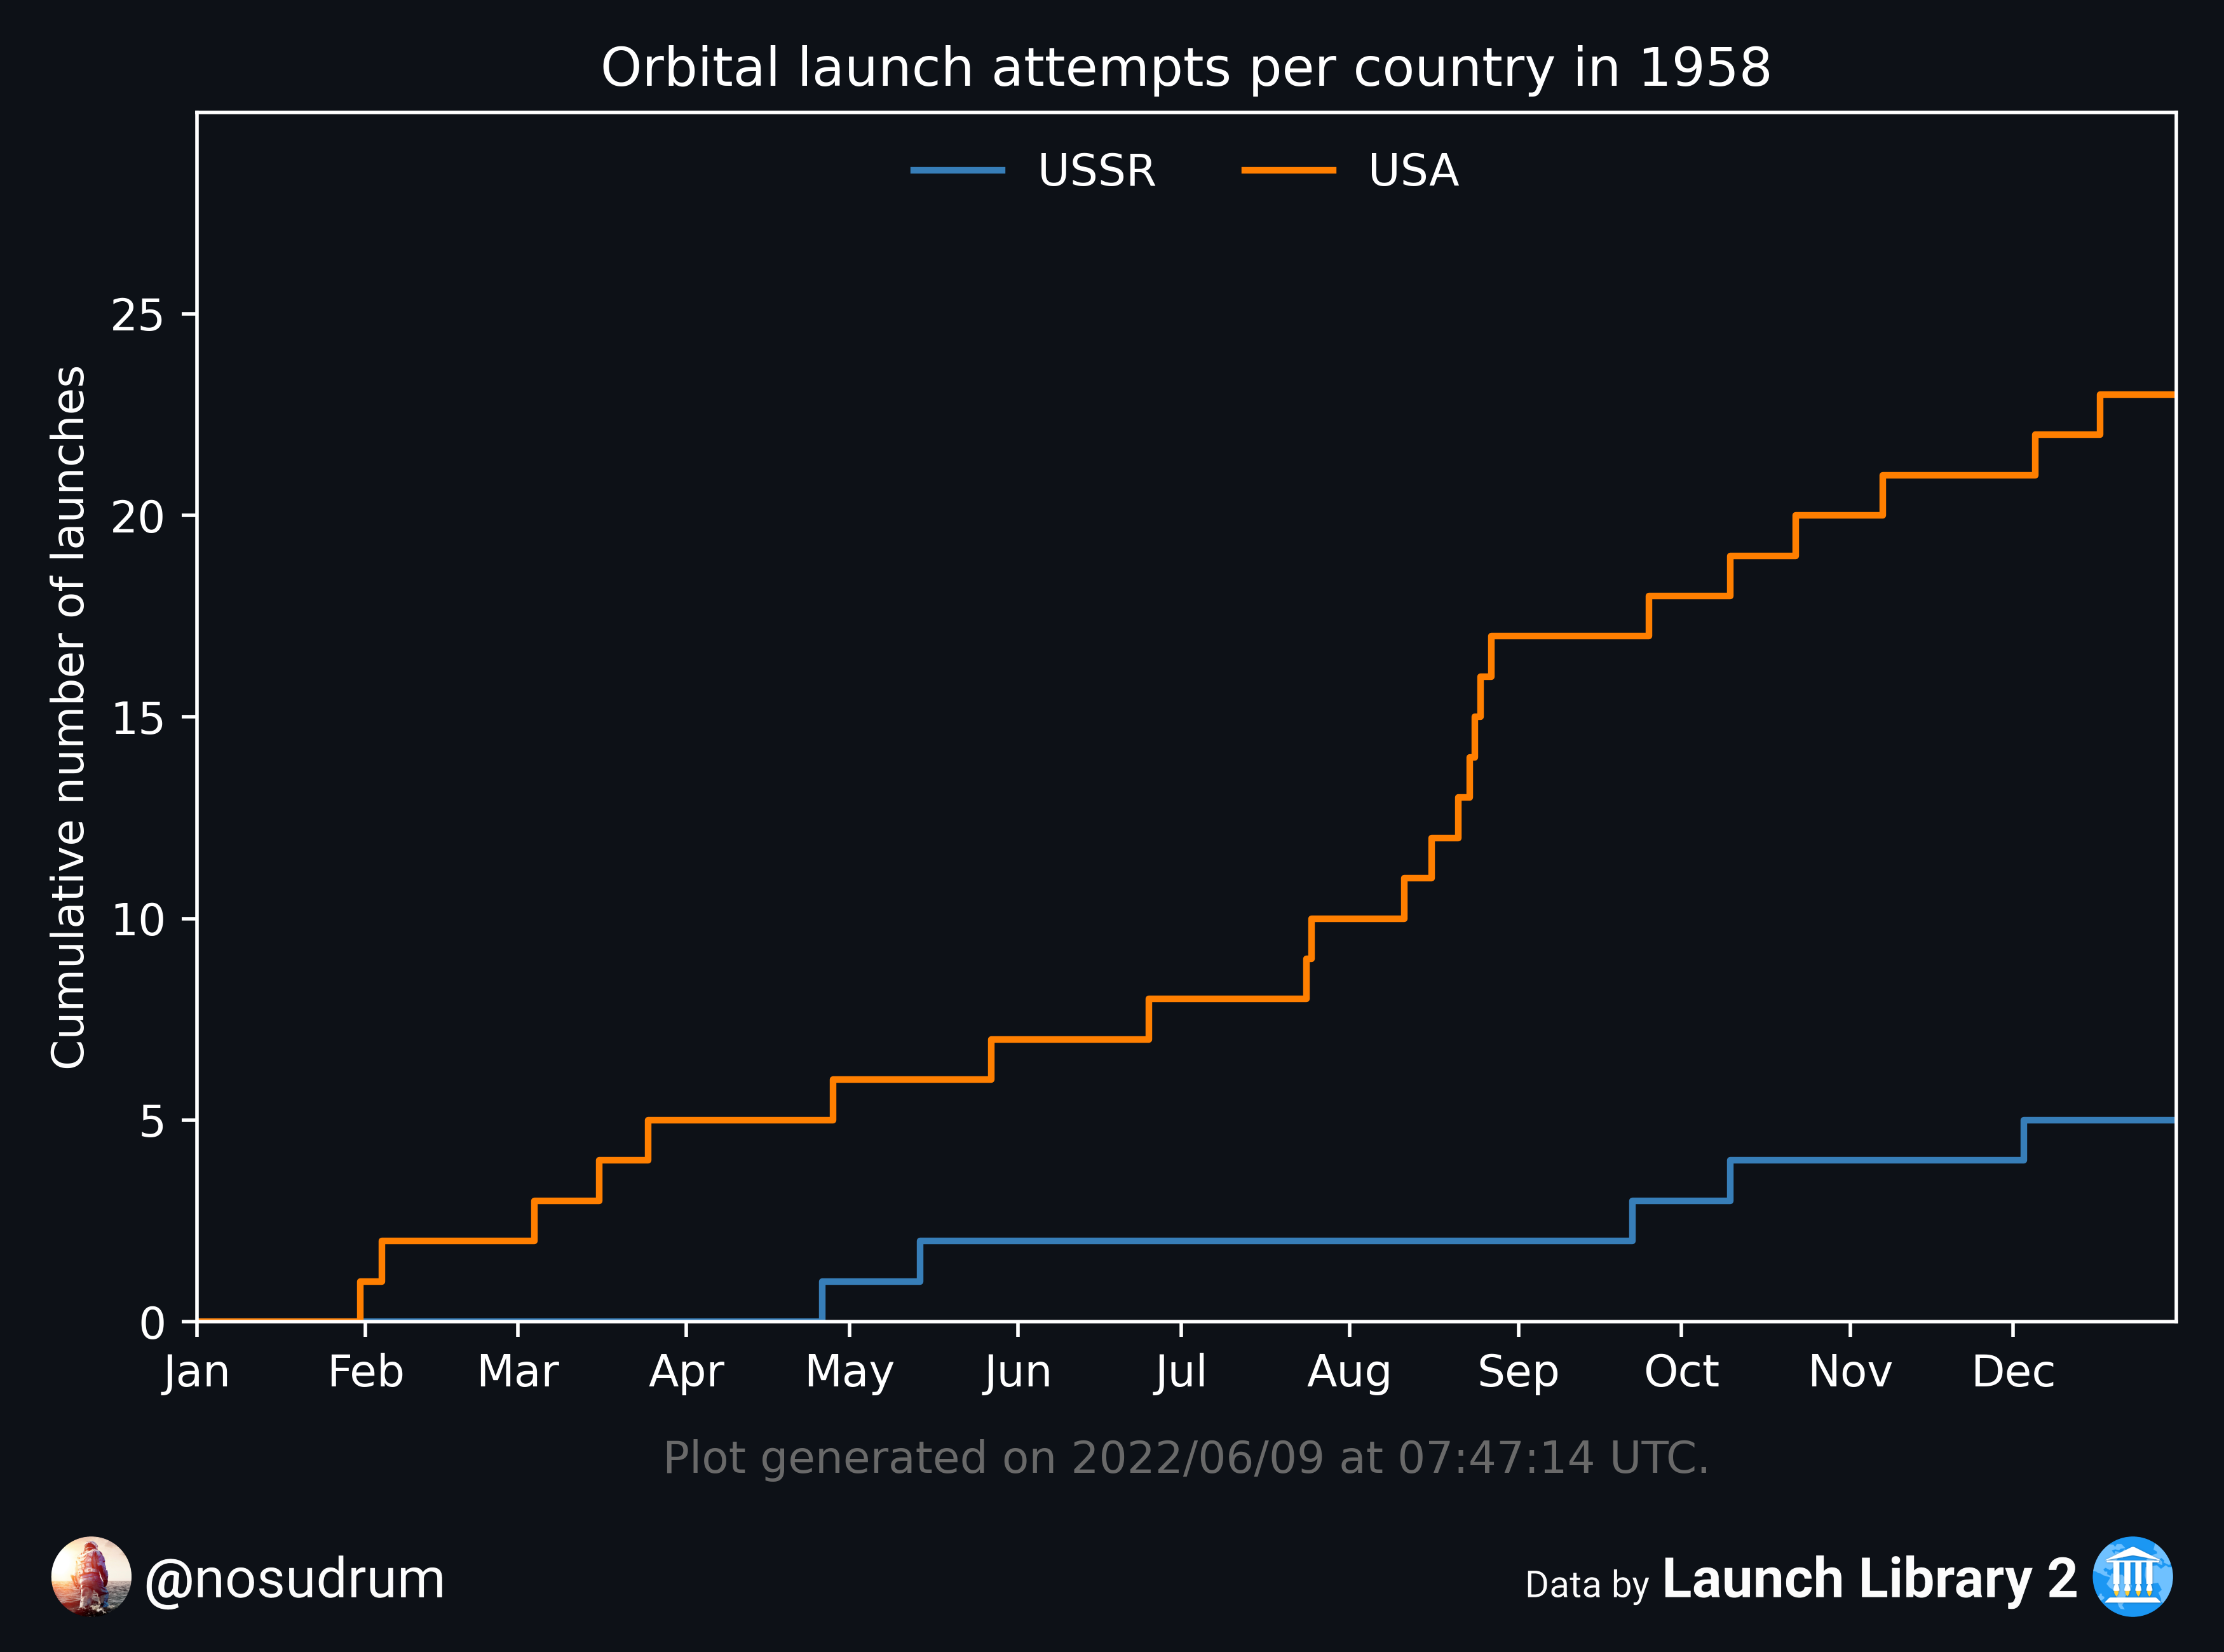 Orbital launch attempts per country in 1958
USSR USA
Cumulative number of launches
25
20
15
10
5
0
Jan Feb Mar Apr May Jun Jul Aug Sep Oct Nov Dec
Plot generated on 2022/06/09 at 07:47:14 UTC.
@nosudrum
Data by Launch Library 2